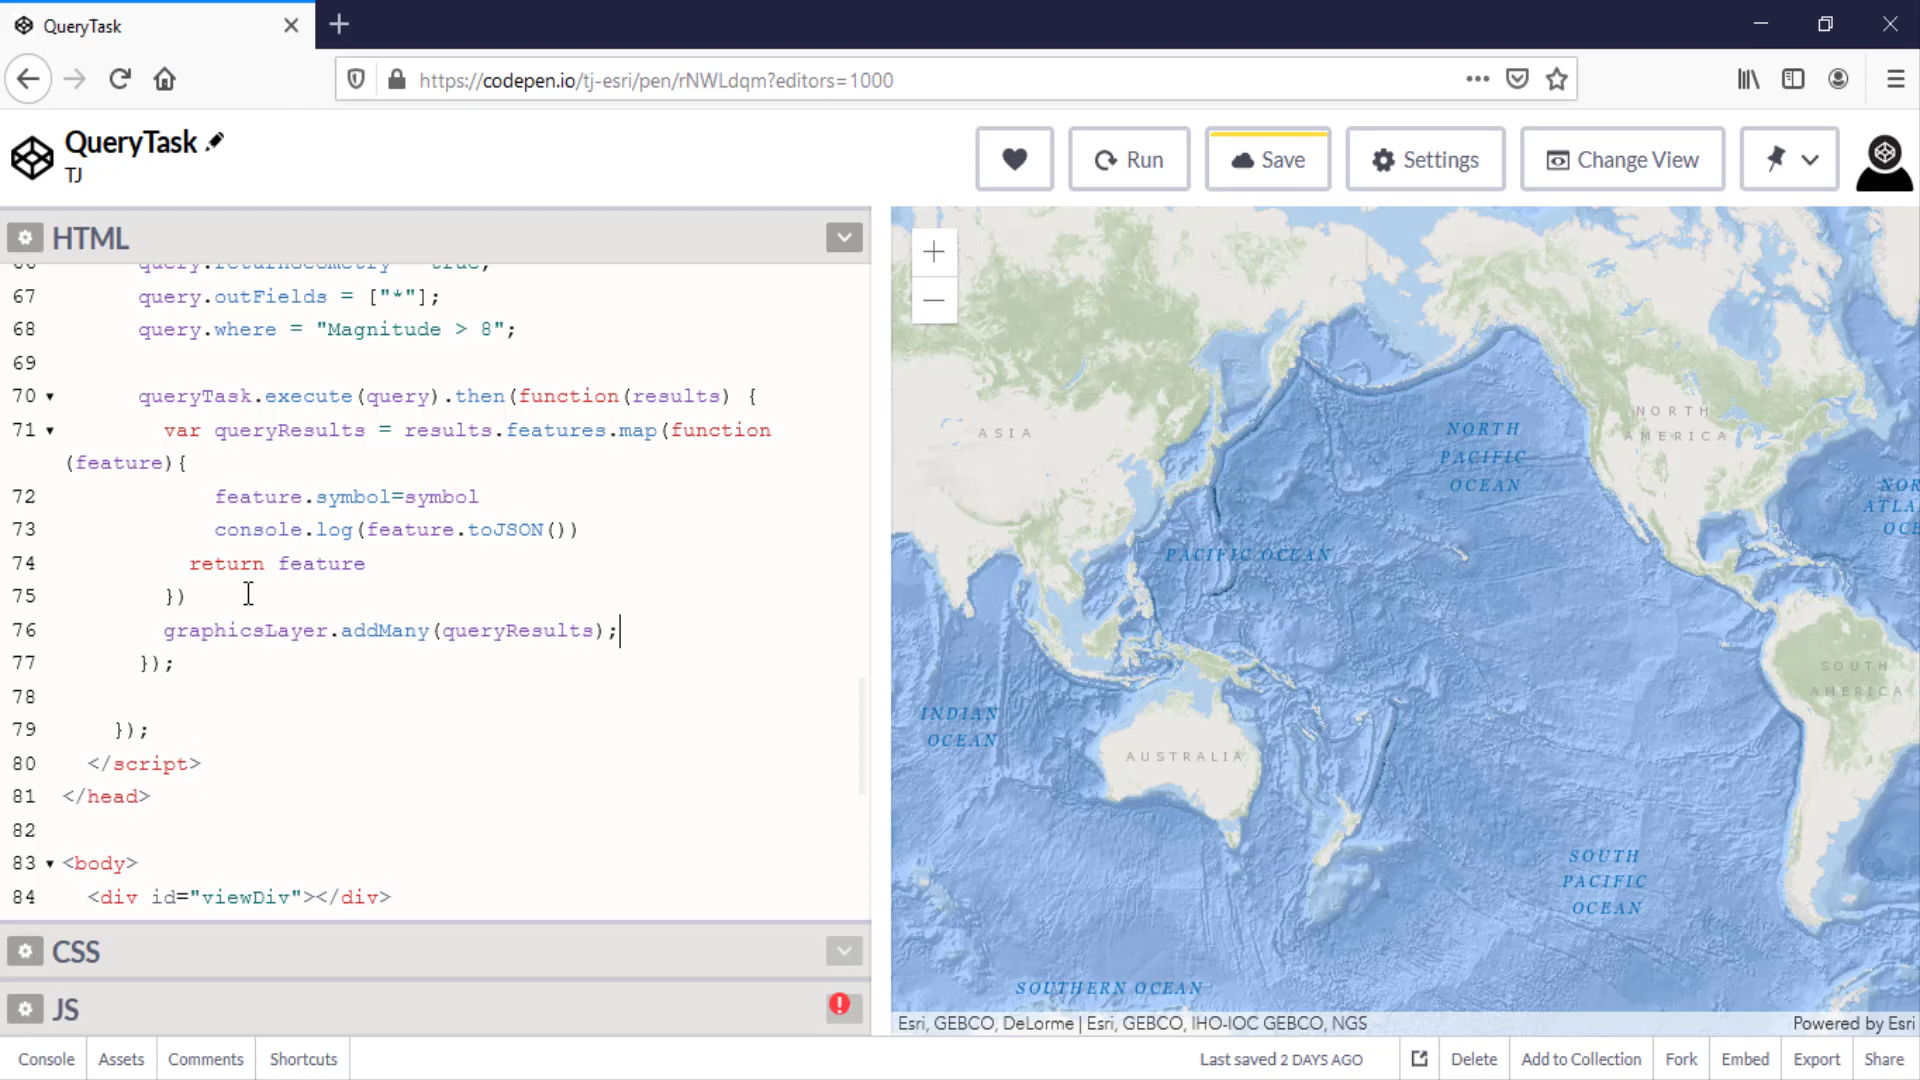 QueryTask
https://codepen.io/tj-esri/pen/rNWLdqm?editors=1000
QueryTask
TJ
Run
Save
Settings
Change View
HTML
66 query.returnGeometry = true;
67 query.outFields = ["*"];
68 query.where = "Magnitude > 8";
69
70 queryTask.execute(query).then(function(results) {
71 var queryResults = results.features.map(function
(feature){
72 feature.symbol=symbol
73 console.log(feature.toJSON())
74 return feature
75 })
76 graphicsLayer.addMany(queryResults);
77 });
78
79 });
80 </script>
81 </head>
82
83 <body>
84 <div id="viewDiv"></div>
CSS
JS
ASIA
NORTH
AMERICA
NORTH
PACIFIC
OCEAN
PACIFIC OCEAN
INDIAN
OCEAN
AUSTRALIA
SOUTH
AMERICA
SOUTH
PACIFIC
OCEAN
SOUTHERN OCEAN
Esri, GEBCO, DeLorme | Esri, GEBCO, IHO-IOC GEBCO, NGS
Powered by Esri
Console
Assets
Comments
Shortcuts
Last saved 2 DAYS AGO
Delete
Add to Collection
Fork
Embed
Export
Share